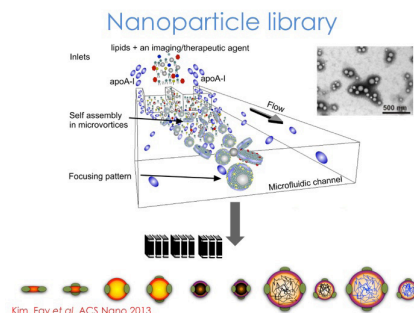 Nanoparticle library
lipids + an imaging/therapeutic agent
Inlets
apoA-I
apoA-I
Flow
500 nm
Self assembly
in microvortices
Focusing pattern
Microfluidic channel
Kim, Fay et al. ACS Nano 2013